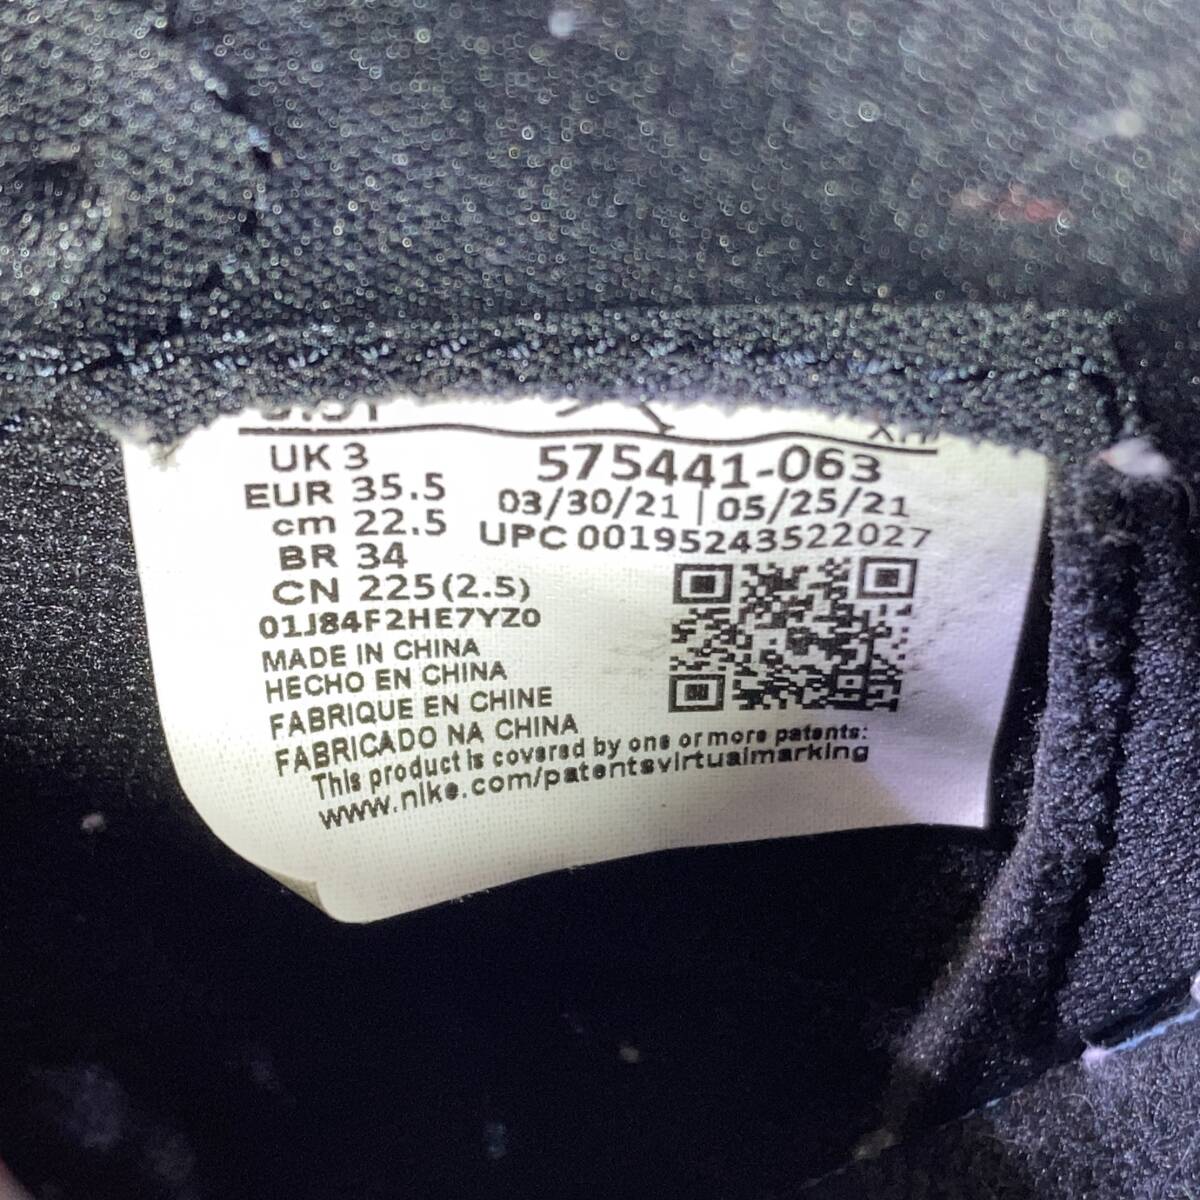 UK 3
EUR 35.5
cm 22.5
BR 34
CN 225(2.5)
575441-063
03/30/21 | 05/25/21
UPC 00195243522027
01J84F2HE7YZ0
MADE IN CHINA
HECHO EN CHINA
FABRIQUE EN CHINE
FABRICADO NA CHINA
This product is covered by one or more patents:
www.nike.com/patentsvirtualmarking